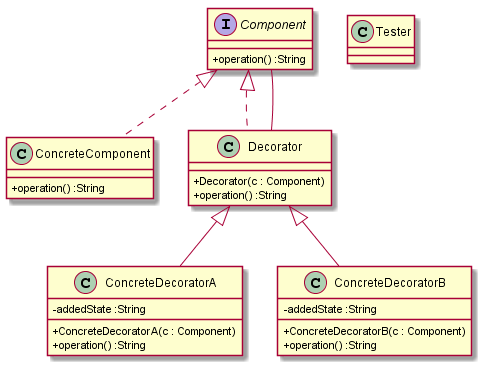 I Component
+operation() :String
C Tester
C ConcreteComponent
+operation() :String
C Decorator
+Decorator(c : Component)
+operation() :String
C ConcreteDecoratorA
-addedState :String
+ConcreteDecoratorA(c : Component)
+operation() :String
C ConcreteDecoratorB
-addedState :String
+ConcreteDecoratorB(c : Component)
+operation() :String